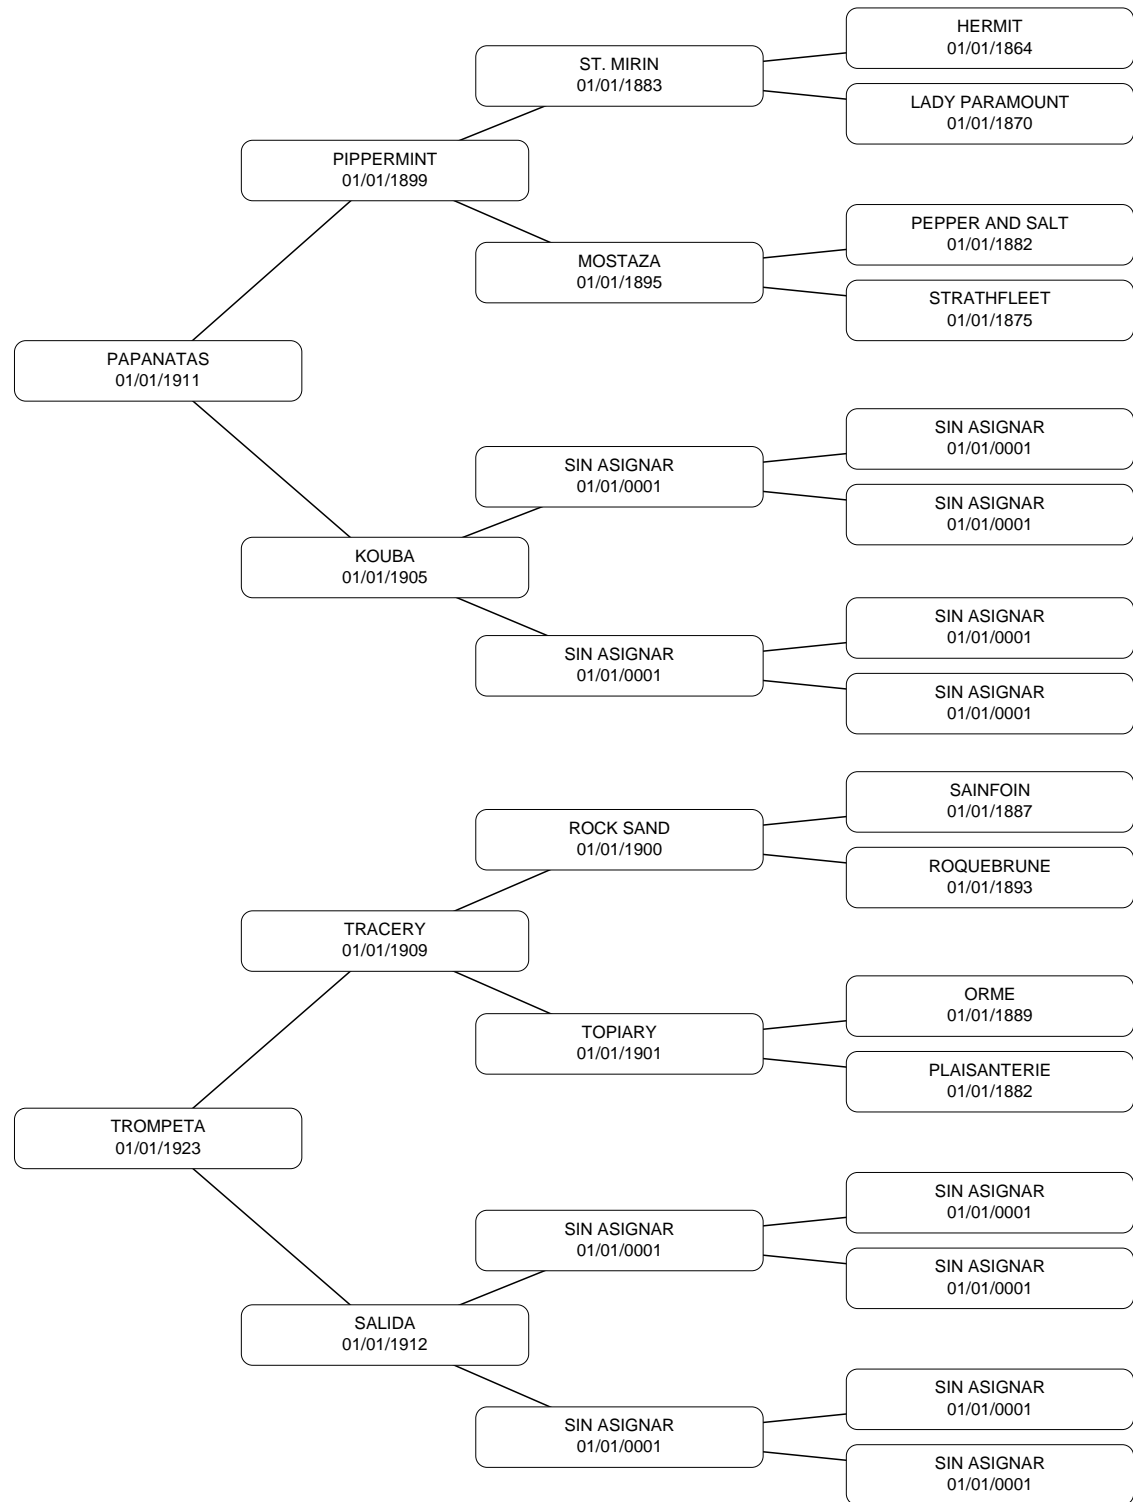 HERMIT
01/01/1864
ST. MIRIN
01/01/1883
LADY PARAMOUNT
01/01/1870
PIPPERMINT
01/01/1899
PEPPER AND SALT
01/01/1882
MOSTAZA
01/01/1895
STRATHFLEET
01/01/1875
PAPANATAS
01/01/1911
SIN ASIGNAR
01/01/0001
SIN ASIGNAR
01/01/0001
SIN ASIGNAR
01/01/0001
KOUBA
01/01/1905
SIN ASIGNAR
01/01/0001
SIN ASIGNAR
01/01/0001
SIN ASIGNAR
01/01/0001
SAINFOIN
01/01/1887
ROCK SAND
01/01/1900
ROQUEBRUNE
01/01/1893
TRACERY
01/01/1909
ORME
01/01/1889
TOPIARY
01/01/1901
PLAISANTERIE
01/01/1882
TROMPETA
01/01/1923
SIN ASIGNAR
01/01/0001
SIN ASIGNAR
01/01/0001
SIN ASIGNAR
01/01/0001
SALIDA
01/01/1912
SIN ASIGNAR
01/01/0001
SIN ASIGNAR
01/01/0001
SIN ASIGNAR
01/01/0001